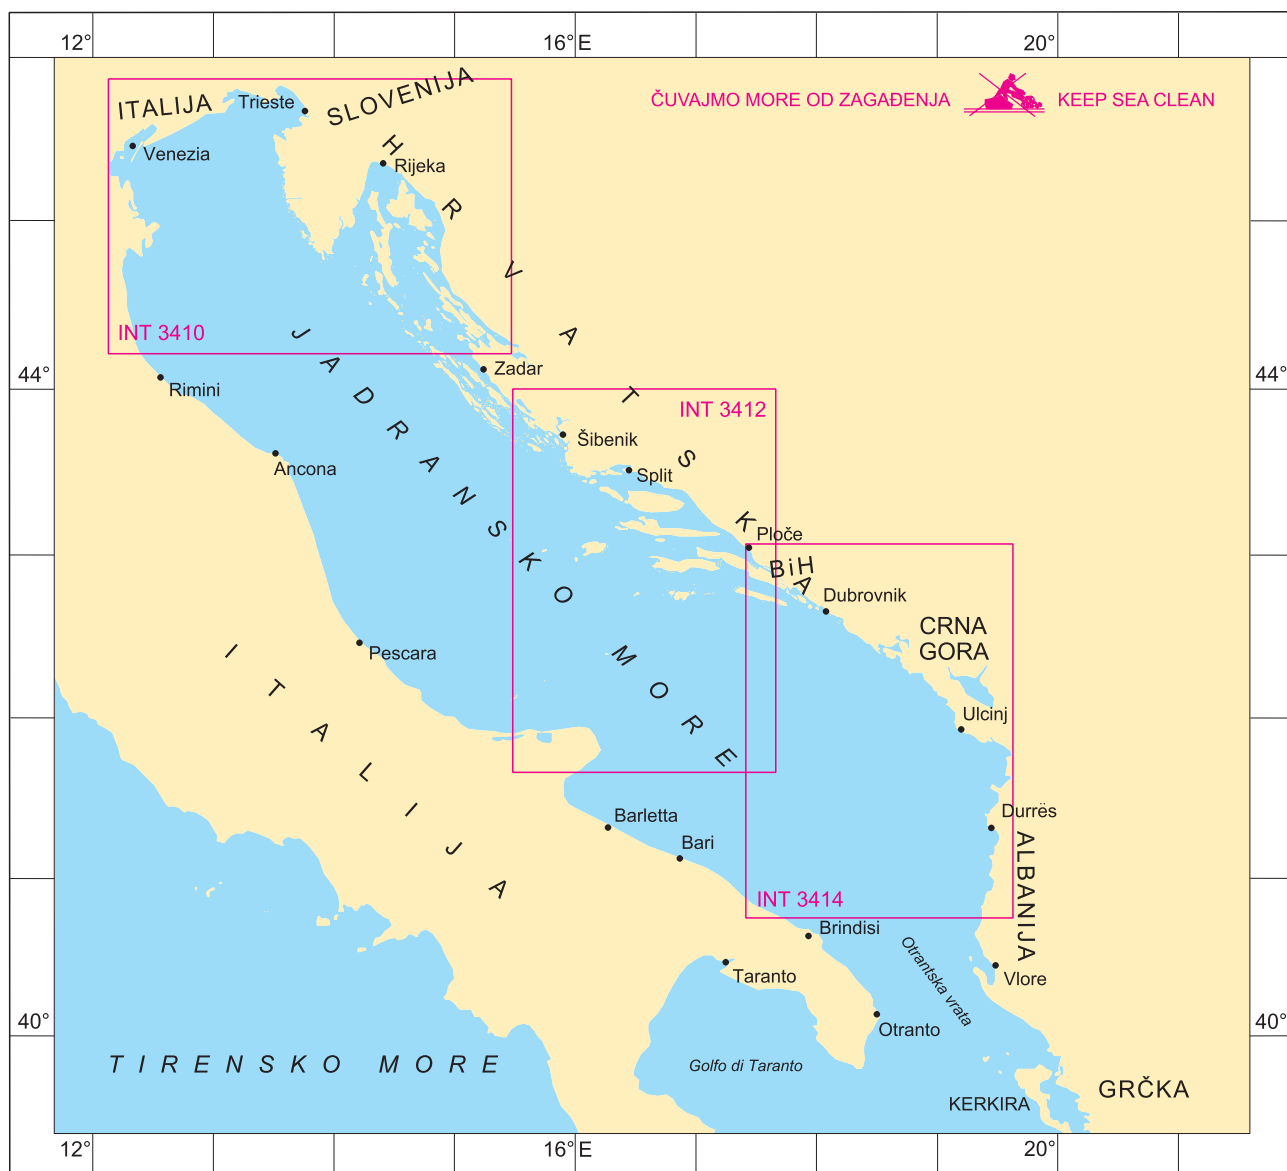 12° 16°E 20°
ČUVAJMO MORE OD ZAGAĐENJA KEEP SEA CLEAN
ITALIJA
Trieste
SLOVENIJA
Venezia
Rijeka
HRVATSKA
INT 3410
JADRANSKO MORE
44° 44°
Zadar
Rimini
INT 3412
Šibenik
Ancona
Split
Ploče
BiH
Dubrovnik
CRNA
GORA
Pescara
ITALIJA
Ulcinj
Barletta
Durrës
Bari
ALBANIJA
INT 3414
Brindisi
Otrantska vrata
Taranto
Vlore
40° 40°
Otranto
TIRENSKO MORE
Golfo di Taranto
GRČKA
KERKIRA
12° 16°E 20°